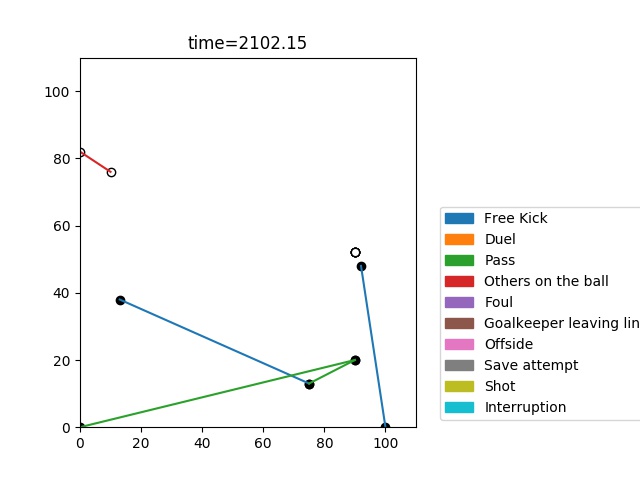 time=2102.15
100
80
60
40
20
0
0 20 40 60 80 100
Free Kick
Duel
Pass
Others on the ball
Foul
Goalkeeper leaving lin
Offside
Save attempt
Shot
Interruption